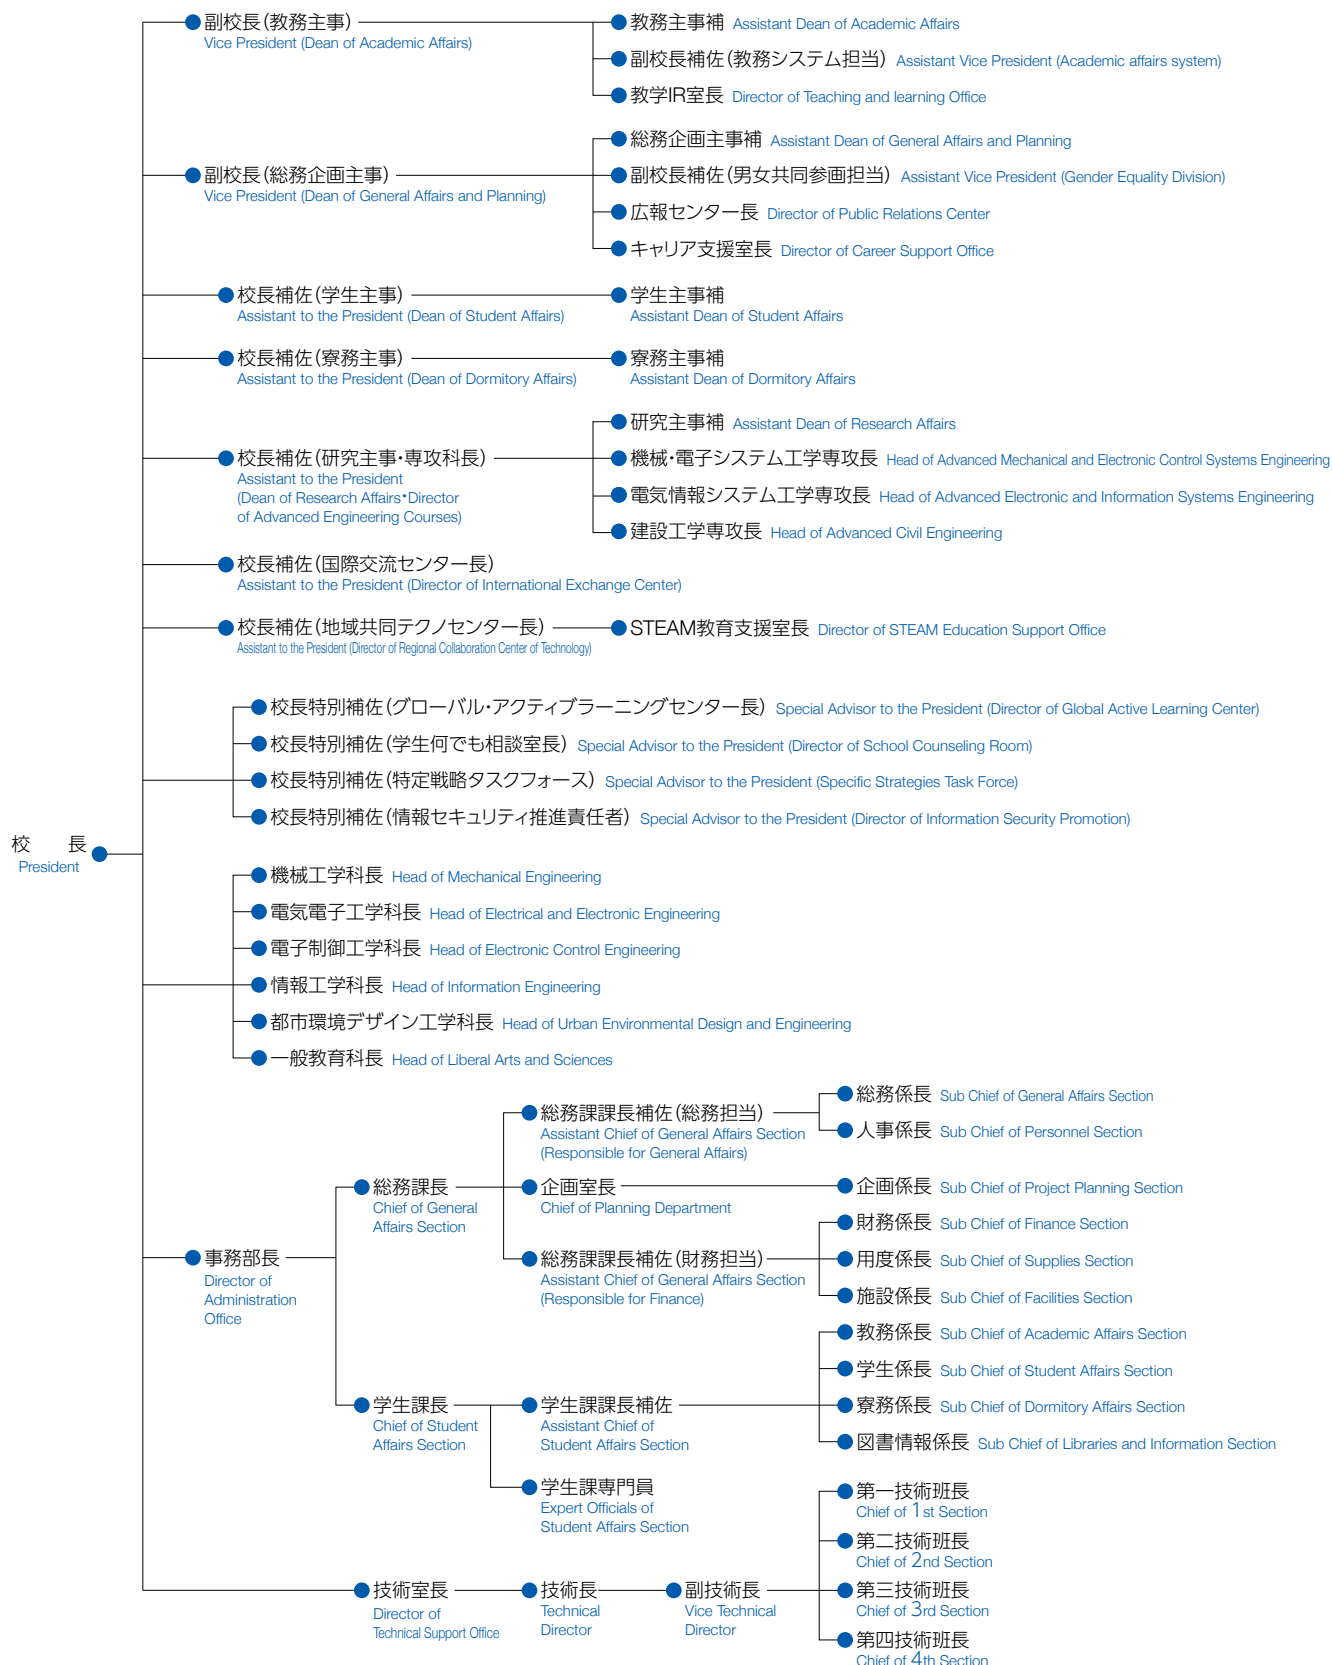 副校長（教務主事）
Vice President (Dean of Academic Affairs)
教務主事補 Assistant Dean of Academic Affairs
副校長補佐（教務システム担当） Assistant Vice President (Academic affairs system)
教学IR室長 Director of Teaching and learning Office
副校長（総務企画主事）
Vice President (Dean of General Affairs and Planning)
総務企画主事補 Assistant Dean of General Affairs and Planning
副校長補佐（男女共同参画担当） Assistant Vice President (Gender Equality Division)
広報センター長 Director of Public Relations Center
キャリア支援室長 Director of Career Support Office
校長補佐（学生主事）
Assistant to the President (Dean of Student Affairs)
学生主事補
Assistant Dean of Student Affairs
校長補佐（寮務主事）
Assistant to the President (Dean of Dormitory Affairs)
寮務主事補
Assistant Dean of Dormitory Affairs
校長補佐（研究主事・専攻科長）
Assistant to the President
(Dean of Research Affairs・Director
of Advanced Engineering Courses)
研究主事補 Assistant Dean of Research Affairs
機械・電子システム工学専攻長 Head of Advanced Mechanical and Electronic Control Systems Engineering
電気情報システム工学専攻長 Head of Advanced Electronic and Information Systems Engineering
建設工学専攻長 Head of Advanced Civil Engineering
校長補佐（国際交流センター長）
Assistant to the President (Director of International Exchange Center)
校長補佐（地域共同テクノセンター長）
Assistant to the President (Director of Regional Collaboration Center of Technology)
STEAM教育支援室長 Director of STEAM Education Support Office
校長特別補佐（グローバル・アクティブラーニングセンター長） Special Advisor to the President (Director of Global Active Learning Center)
校長特別補佐（学生何でも相談室長） Special Advisor to the President (Director of School Counseling Room)
校長特別補佐（特定戦略タスクフォース） Special Advisor to the President (Specific Strategies Task Force)
校長特別補佐（情報セキュリティ推進責任者） Special Advisor to the President (Director of Information Security Promotion)
校　長
President
機械工学科長 Head of Mechanical Engineering
電気電子工学科長 Head of Electrical and Electronic Engineering
電子制御工学科長 Head of Electronic Control Engineering
情報工学科長 Head of Information Engineering
都市環境デザイン工学科長 Head of Urban Environmental Design and Engineering
一般教育科長 Head of Liberal Arts and Sciences
事務部長
Director of
Administration
Office
総務課長
Chief of General
Affairs Section
総務課課長補佐（総務担当）
Assistant Chief of General Affairs Section
(Responsible for General Affairs)
総務係長 Sub Chief of General Affairs Section
人事係長 Sub Chief of Personnel Section
企画室長
Chief of Planning Department
企画係長 Sub Chief of Project Planning Section
総務課課長補佐（財務担当）
Assistant Chief of General Affairs Section
(Responsible for Finance)
財務係長 Sub Chief of Finance Section
用度係長 Sub Chief of Supplies Section
施設係長 Sub Chief of Facilities Section
学生課長
Chief of Student
Affairs Section
学生課課長補佐
Assistant Chief of
Student Affairs Section
教務係長 Sub Chief of Academic Affairs Section
学生係長 Sub Chief of Student Affairs Section
寮務係長 Sub Chief of Dormitory Affairs Section
図書情報係長 Sub Chief of Libraries and Information Section
学生課専門員
Expert Officials of
Student Affairs Section
技術室長
Director of
Technical Support Office
技術長
Technical
Director
副技術長
Vice Technical
Director
第一技術班長
Chief of 1st Section
第二技術班長
Chief of 2nd Section
第三技術班長
Chief of 3rd Section
第四技術班長
Chief of 4th Section